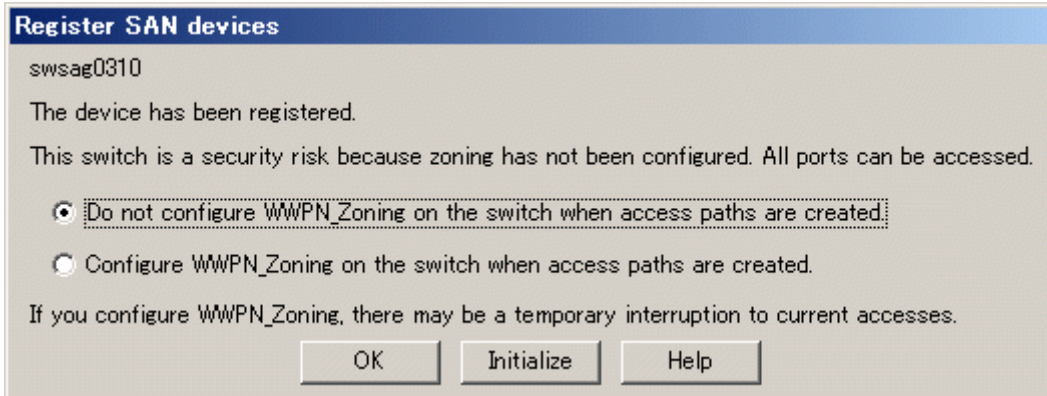 Register SAN devices
swsag0310
The device has been registered.
This switch is a security risk because zoning has not been configured. All ports can be accessed.
Do not configure WWPN_Zoning on the switch when access paths are created.
Configure WWPN_Zoning on the switch when access paths are created.
If you configure WWPN_Zoning, there may be a temporary interruption to current accesses.
OK Initialize Help